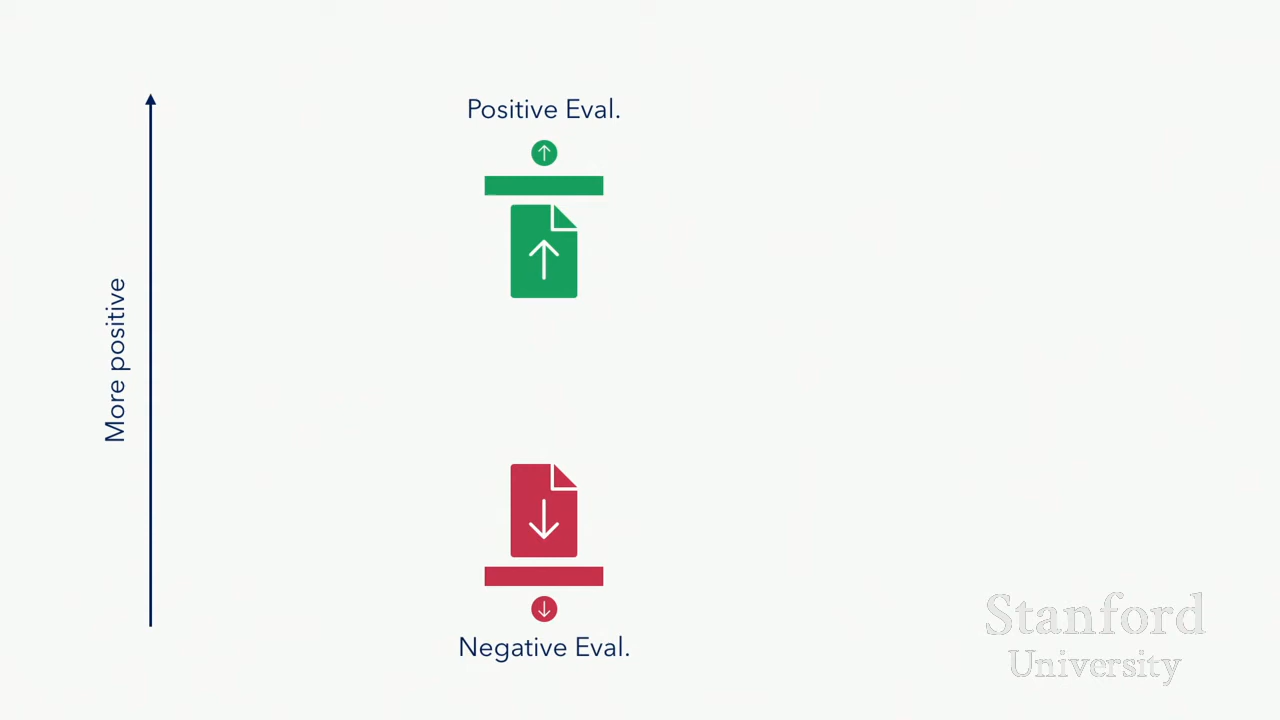 Positive Eval.
More positive
Negative Eval.
Stanford
University